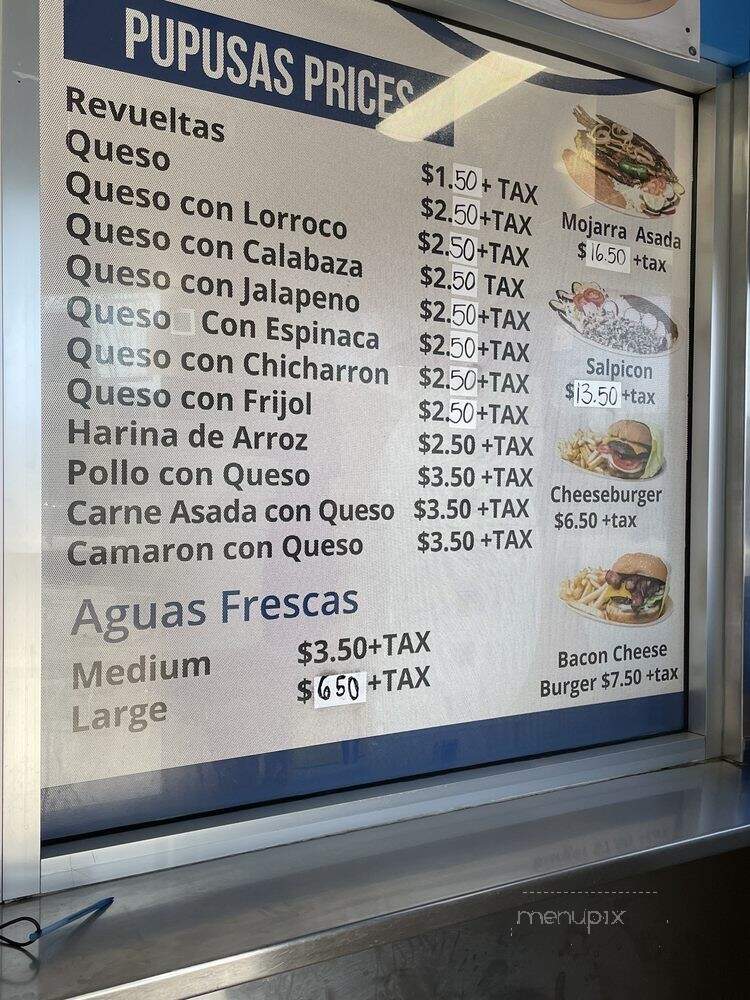 PUPUSAS PRICES
Revueltas $1.50 + TAX
Queso $2.50+TAX
Queso con Lorroco $2.50+TAX
Queso con Calabaza $2.50 TAX
Queso con Jalapeno $2.50+TAX
Queso Con Espinaca $2.50+TAX
Queso con Chicharron $2.50+TAX
Queso con Frijol $2.50+TAX
Harina de Arroz $2.50 +TAX
Pollo con Queso $3.50 +TAX
Carne Asada con Queso $3.50 +TAX
Camaron con Queso $3.50 +TAX
Aguas Frescas
Medium $3.50+TAX
Large $650 +TAX
Mojarra Asada
$16.50 +tax
Salpicon
$13.50 +tax
Cheeseburger
$6.50 +tax
Bacon Cheese
Burger $7.50 +tax
menupix